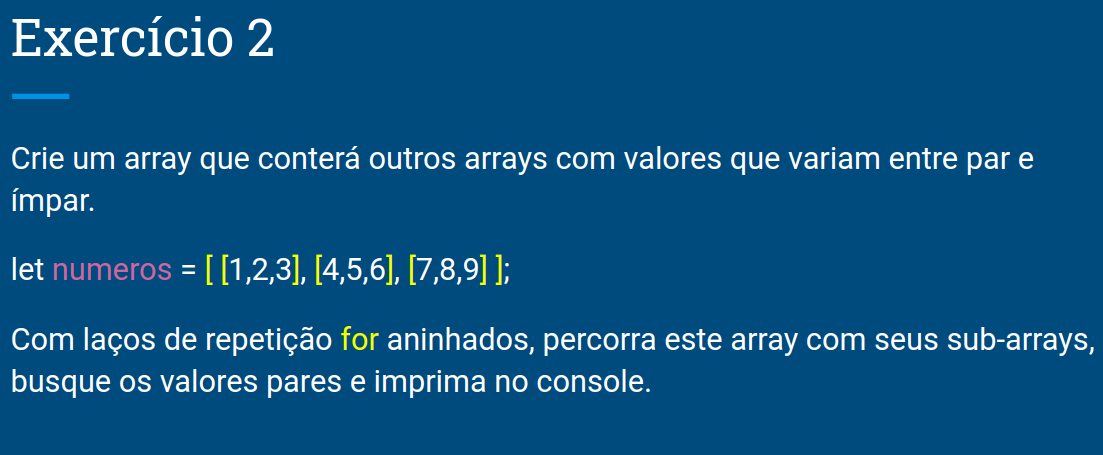 Exercício 2
Crie um array que conterá outros arrays com valores que variam entre par e
ímpar.
let numeros = [ [1,2,3], [4,5,6], [7,8,9] ];
Com laços de repetição for aninhados, percorra este array com seus sub-arrays,
busque os valores pares e imprima no console.